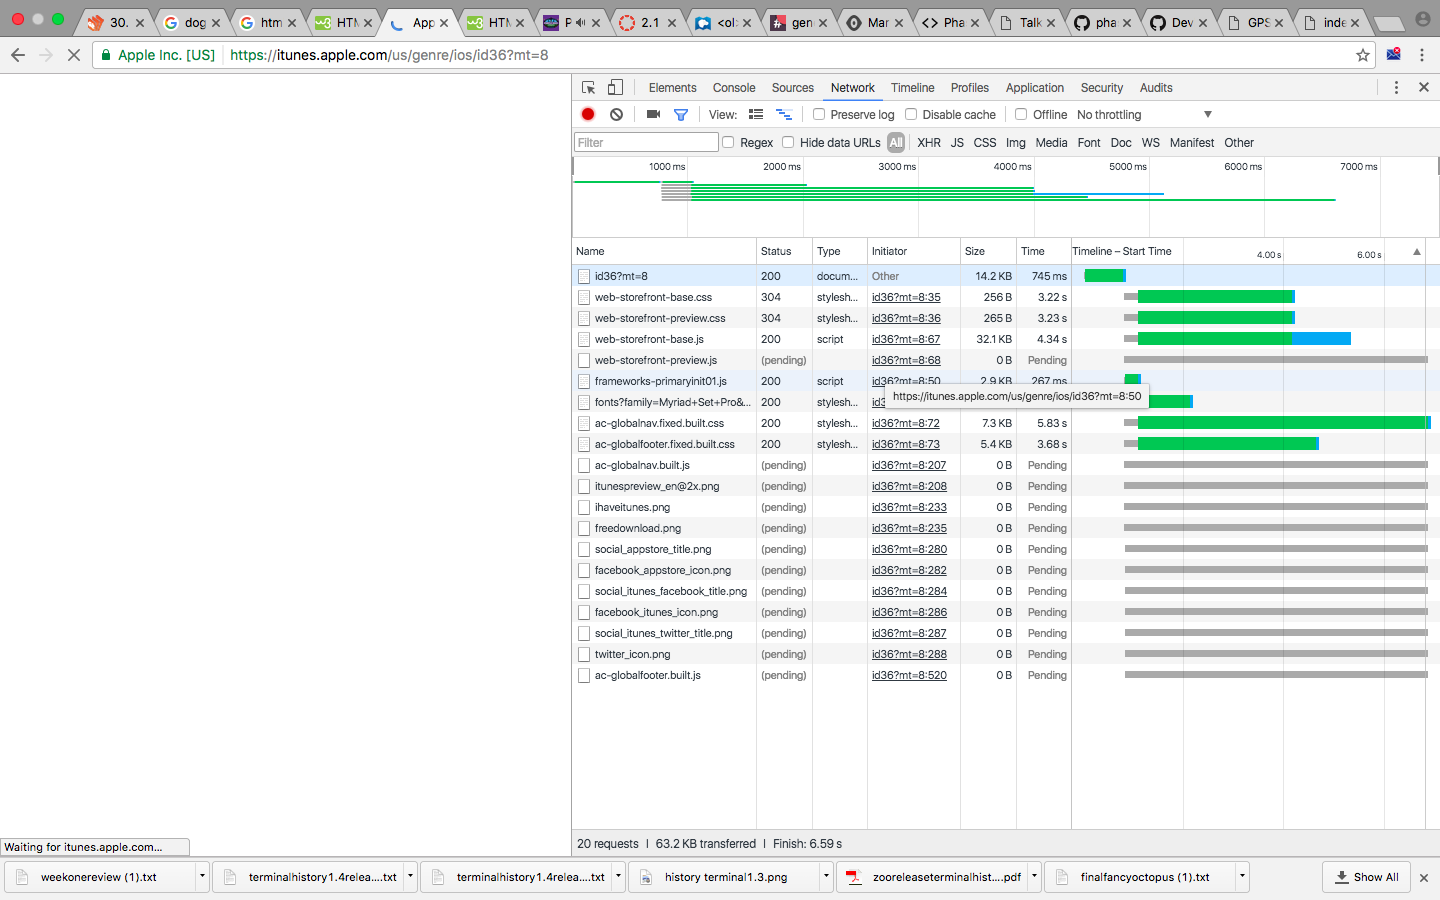 30.
dog
htm
HTM
App
HTM
P
2.1
<ol>
gen
Mar
Pha
Talk
pha
Dev
GPS
inde
Apple Inc. [US] https://itunes.apple.com/us/genre/ios/id36?mt=8
Elements Console Sources Network Timeline Profiles Application Security Audits
View: Preserve log Disable cache Offline No throttling
Filter Regex Hide data URLs All XHR JS CSS Img Media Font Doc WS Manifest Other
1000 ms 2000 ms 3000 ms 4000 ms 5000 ms 6000 ms 7000 ms
Name Status Type Initiator Size Time Timeline – Start Time 4.00 s 6.00 s
id36?mt=8 200 docum... Other 14.2 KB 745 ms
web-storefront-base.css 304 stylesh... id36?mt=8:35 256 B 3.22 s
web-storefront-preview.css 304 stylesh... id36?mt=8:36 265 B 3.23 s
web-storefront-base.js 200 script id36?mt=8:67 32.1 KB 4.34 s
web-storefront-preview.js (pending) id36?mt=8:68 0 B Pending
frameworks-primaryinit01.js 200 script id36?mt=8:50 2.9 KB 267 ms
https://itunes.apple.com/us/genre/ios/id36?mt=8:50
fonts?family=Myriad+Set+Pro&... 200 stylesh...
ac-globalnav.fixed.built.css 200 stylesh... id36?mt=8:72 7.3 KB 5.83 s
ac-globalfooter.fixed.built.css 200 stylesh... id36?mt=8:73 5.4 KB 3.68 s
ac-globalnav.built.js (pending) id36?mt=8:207 0 B Pending
itunespreview_en@2x.png (pending) id36?mt=8:208 0 B Pending
ihaveitunes.png (pending) id36?mt=8:233 0 B Pending
freedownload.png (pending) id36?mt=8:235 0 B Pending
social_appstore_title.png (pending) id36?mt=8:280 0 B Pending
facebook_appstore_icon.png (pending) id36?mt=8:282 0 B Pending
social_itunes_facebook_title.png (pending) id36?mt=8:284 0 B Pending
facebook_itunes_icon.png (pending) id36?mt=8:286 0 B Pending
social_itunes_twitter_title.png (pending) id36?mt=8:287 0 B Pending
twitter_icon.png (pending) id36?mt=8:288 0 B Pending
ac-globalfooter.built.js (pending) id36?mt=8:520 0 B Pending
20 requests | 63.2 KB transferred | Finish: 6.59 s
Waiting for itunes.apple.com...
weekonereview (1).txt
terminalhistory1.4relea....txt
terminalhistory1.4relea....txt
history terminal1.3.png
zooreleaseterminalhist....pdf
finalfancyoctopus (1).txt
Show All